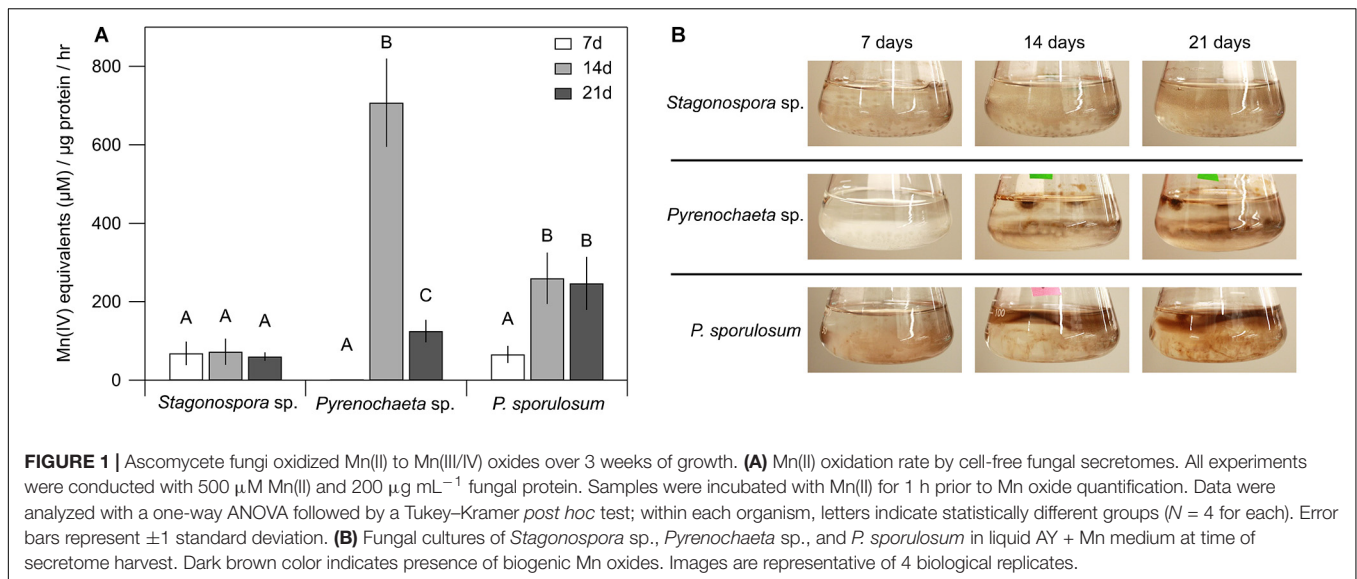 A
Mn(IV) equivalents (µM) / µg protein / hr
800
600
400
200
0
7d
14d
21d
A
A
A
A
B
C
A
B
B
Stagonospora sp.
Pyrenochaeta sp.
P. sporulosum
B
7 days
14 days
21 days
Stagonospora sp.
Pyrenochaeta sp.
P. sporulosum
100
FIGURE 1 | Ascomycete fungi oxidized Mn(II) to Mn(III/IV) oxides over 3 weeks of growth. (A) Mn(II) oxidation rate by cell-free fungal secretomes. All experiments
were conducted with 500 µM Mn(II) and 200 µg mL⁻¹ fungal protein. Samples were incubated with Mn(II) for 1 h prior to Mn oxide quantification. Data were
analyzed with a one-way ANOVA followed by a Tukey–Kramer post hoc test; within each organism, letters indicate statistically different groups (N = 4 for each). Error
bars represent ±1 standard deviation. (B) Fungal cultures of Stagonospora sp., Pyrenochaeta sp., and P. sporulosum in liquid AY + Mn medium at time of
secretome harvest. Dark brown color indicates presence of biogenic Mn oxides. Images are representative of 4 biological replicates.